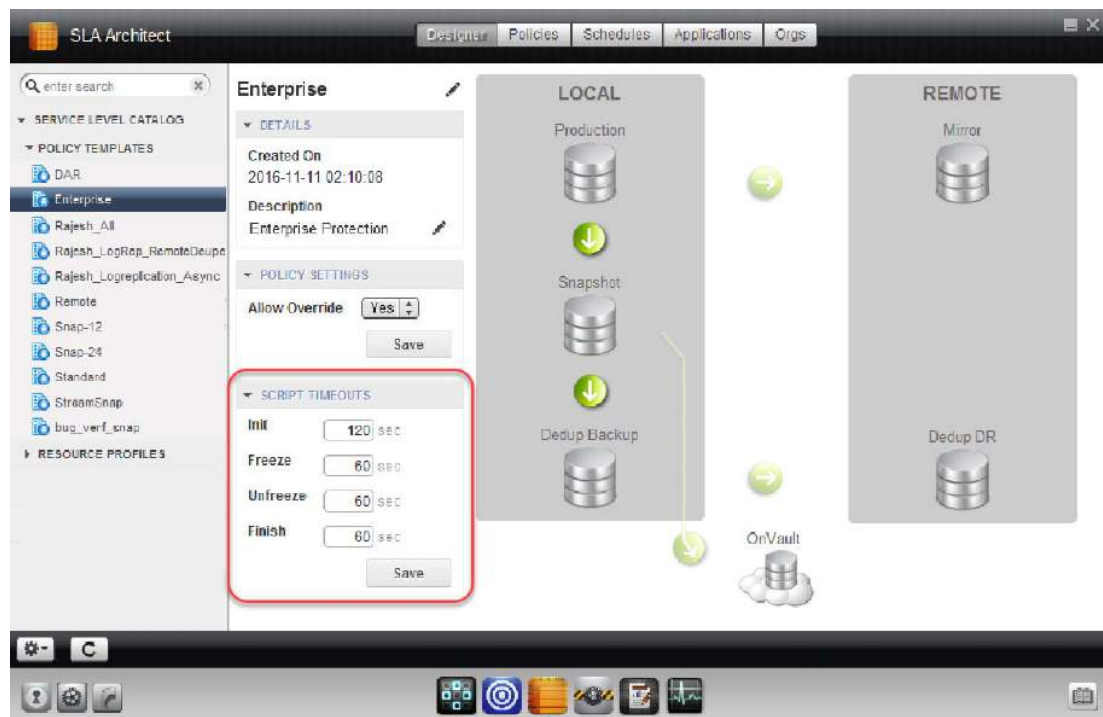 SLA Architect
Designer Policies Schedules Applications Orgs
enter search
SERVICE LEVEL CATALOG
POLICY TEMPLATES
DAR
Enterprise
Rajesh_All
Rajesh_LogRep_RemoteDedupe
Rajesh_Logreplication_Async
Remote
Snap-12
Snap-24
Standard
StreamSnap
bug_verf_snap
RESOURCE PROFILES
Enterprise
DETAILS
Created On
2016-11-11 02:10:08
Description
Enterprise Protection
POLICY SETTINGS
Allow Override Yes
Save
SCRIPT TIMEOUTS
Init 120 sec
Freeze 60 sec
Unfreeze 60 sec
Finish 60 sec
Save
LOCAL
Production
Snapshot
Dedup Backup
REMOTE
Mirror
Dedup DR
OnVault